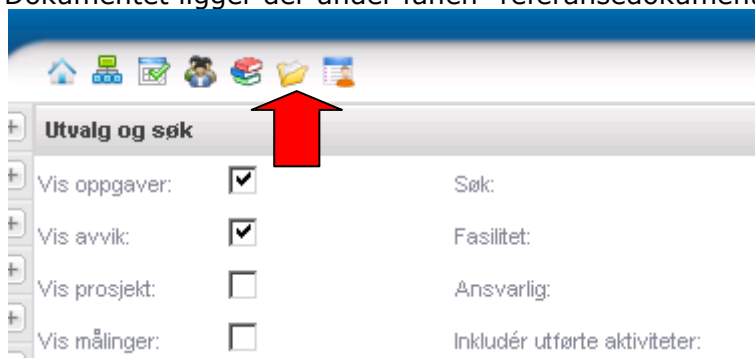 Dokumentet ligger der under fanen "referansedokument
Utvalg og søk
Vis oppgaver: Søk:
Vis avvik: Fasilitet:
Vis prosjekt: Ansvarlig:
Vis målinger: Inkludér utførte aktiviteter: